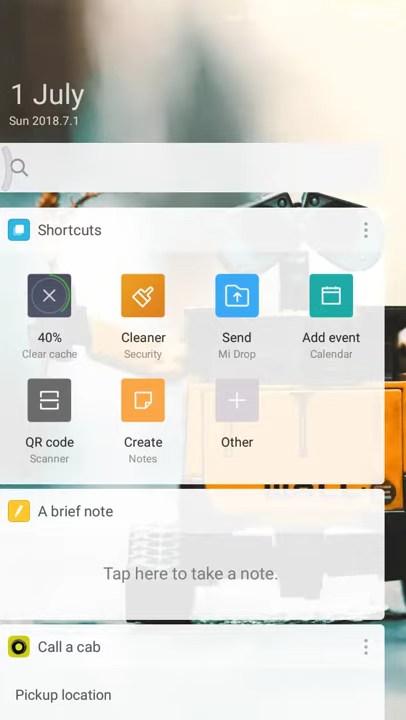 1 July
Sun 2018.7.1
Shortcuts
40%
Clear cache
Cleaner
Security
Send
Mi Drop
Add event
Calendar
QR code
Scanner
Create
Notes
Other
A brief note
Tap here to take a note.
Call a cab
Pickup location